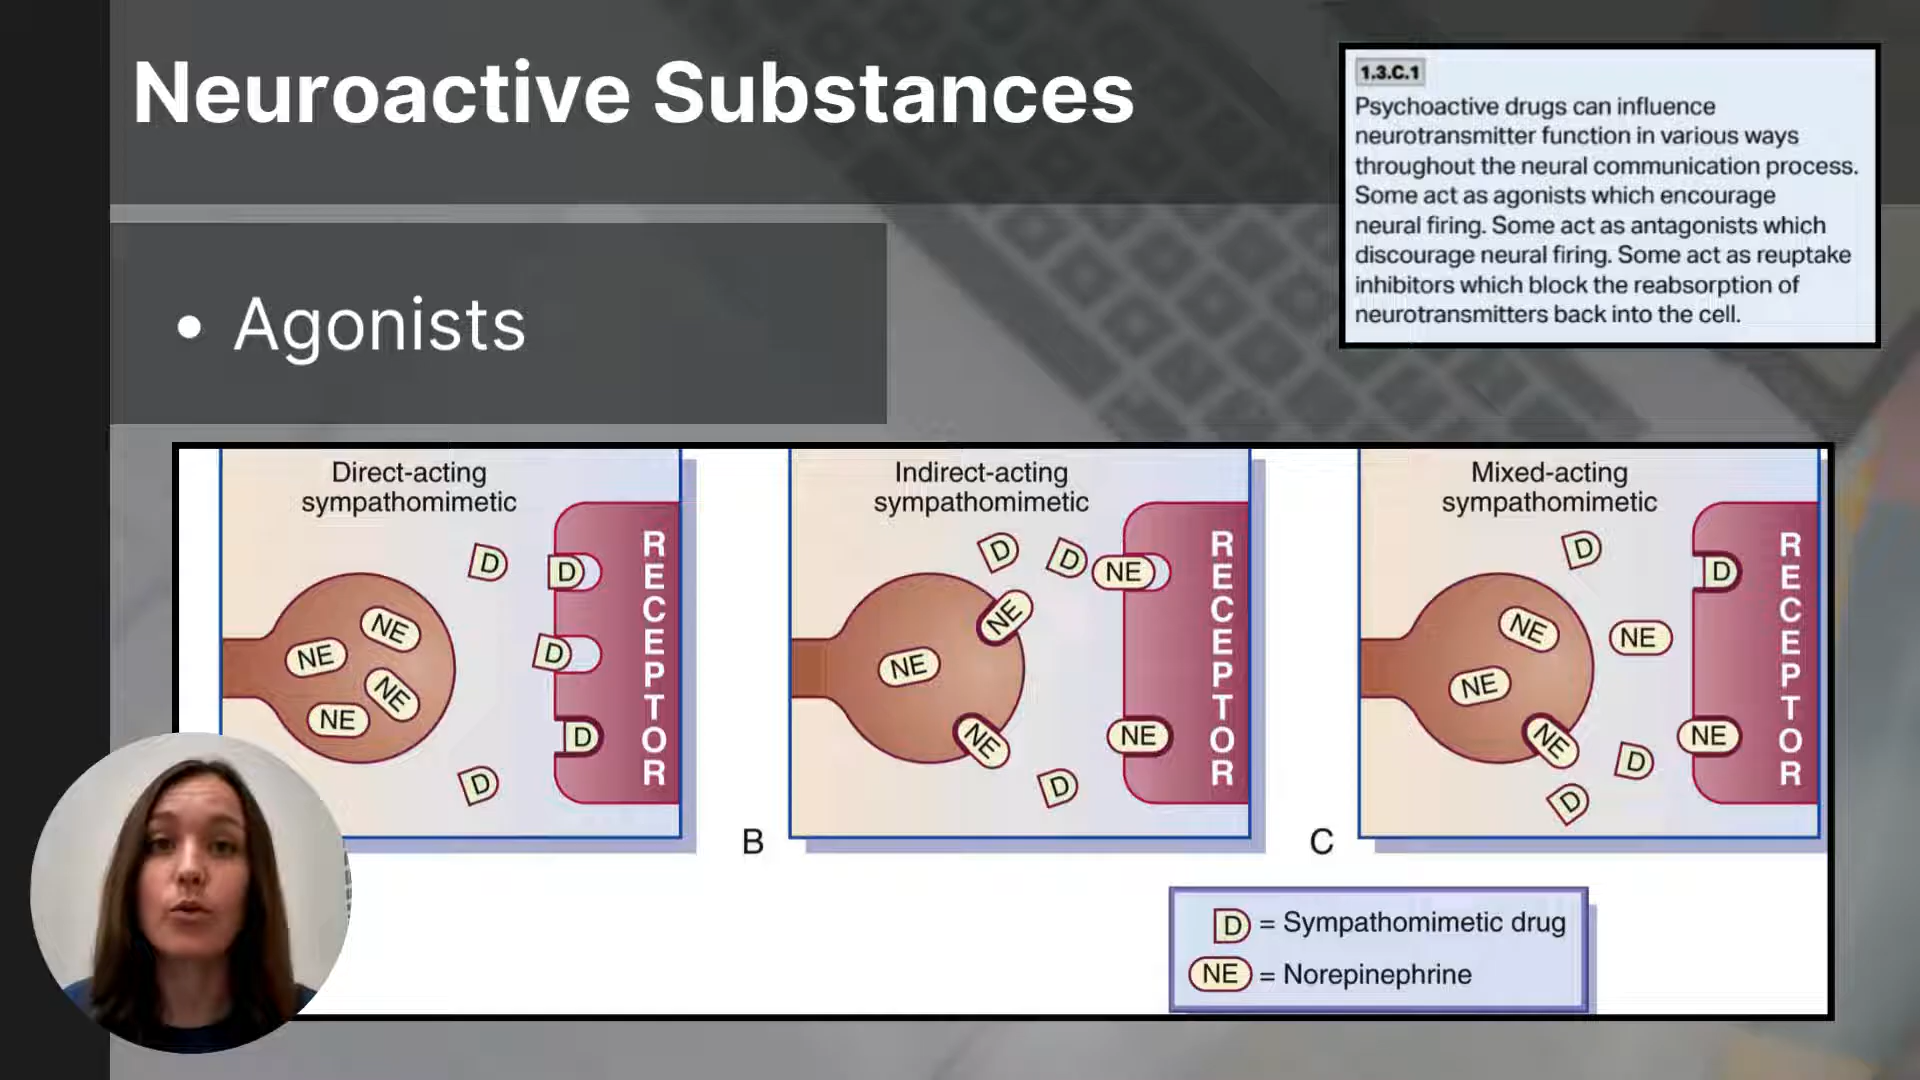 Neuroactive Substances
1.3.C.1
Psychoactive drugs can influence
neurotransmitter function in various ways
throughout the neural communication process.
Some act as agonists which encourage
neural firing. Some act as antagonists which
discourage neural firing. Some act as reuptake
inhibitors which block the reabsorption of
neurotransmitters back into the cell.
• Agonists
Direct-acting
sympathomimetic
D
D
D
D
D
NE
NE
NE
NE
RECEPTOR
Indirect-acting
sympathomimetic
D
D
NE
NE
NE
NE
NE
D
RECEPTOR
B
Mixed-acting
sympathomimetic
D
D
NE
NE
NE
NE
NE
D
D
RECEPTOR
C
D = Sympathomimetic drug
NE = Norepinephrine